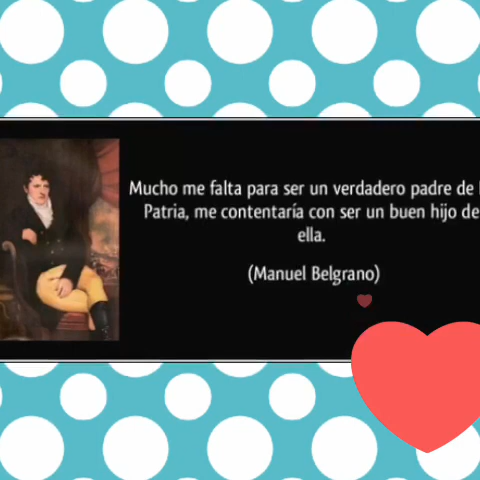 Mucho me falta para ser un verdadero padre de
Patria, me contentaría con ser un buen hijo de
ella.
(Manuel Belgrano)